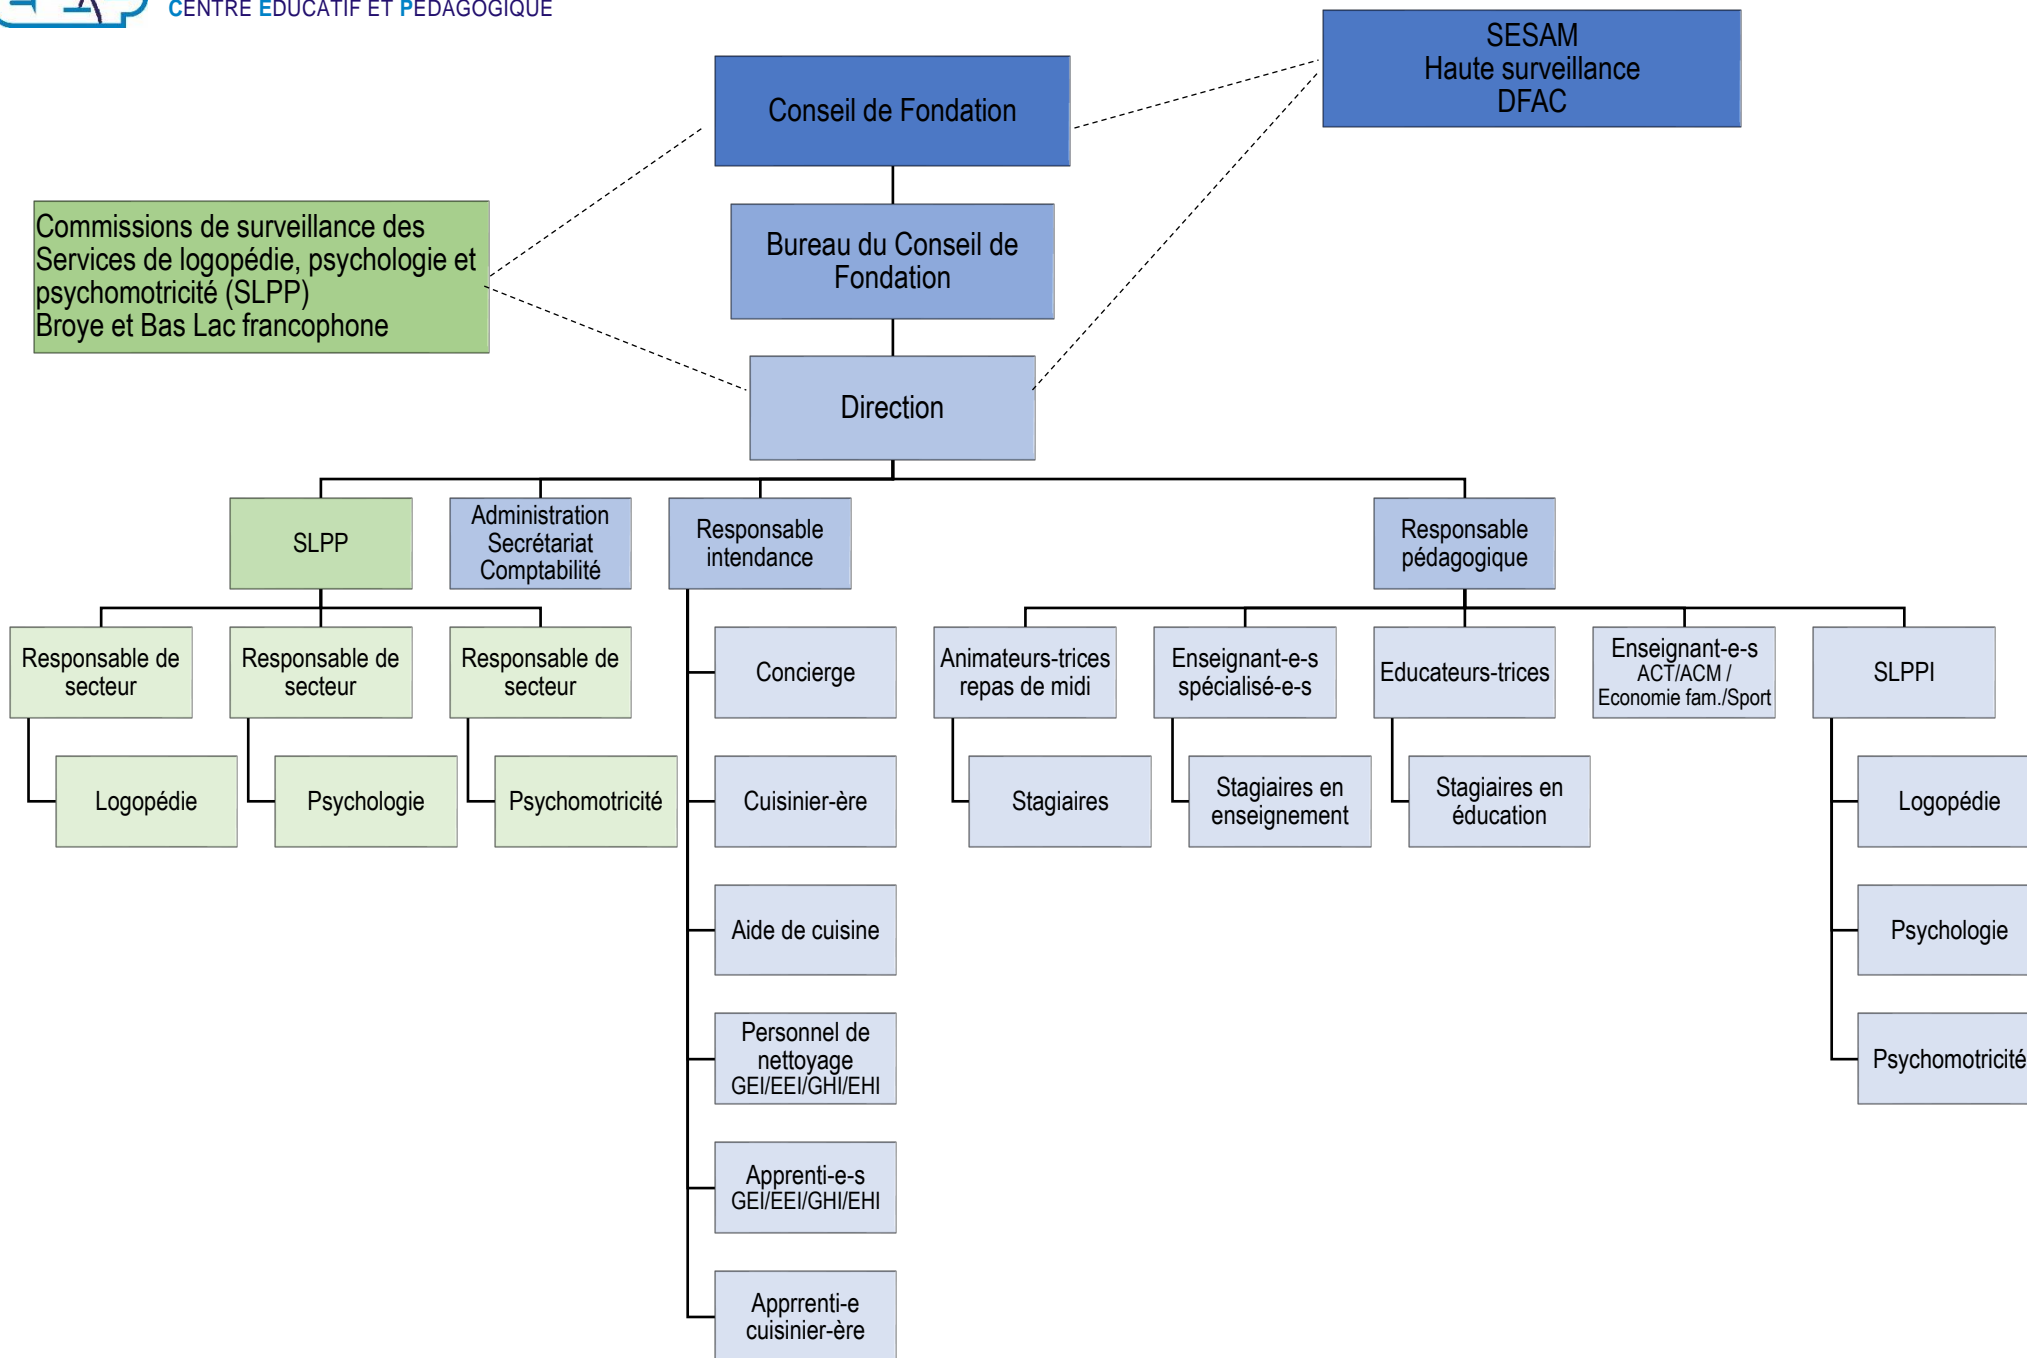 CENTRE EDUCATIF ET PEDAGOGIQUE
SESAM
Haute surveillance
DFAC
Conseil de Fondation
Commissions de surveillance des
Services de logopédie, psychologie et
psychomotricité (SLPP)
Broye et Bas Lac francophone
Bureau du Conseil de
Fondation
Direction
SLPP
Administration
Secrétariat
Comptabilité
Responsable
intendance
Responsable
pédagogique
Responsable de
secteur
Responsable de
secteur
Responsable de
secteur
Logopédie
Psychologie
Psychomotricité
Concierge
Cuisinier-ère
Aide de cuisine
Personnel de
nettoyage
GEI/EEI/GHI/EHI
Apprenti-e-s
GEI/EEI/GHI/EHI
Apprrenti-e
cuisinier-ère
Animateurs-trices
repas de midi
Enseignant-e-s
spécialisé-e-s
Educateurs-trices
Enseignant-e-s
ACT/ACM /
Economie fam./Sport
SLPPI
Stagiaires
Stagiaires en
enseignement
Stagiaires en
éducation
Logopédie
Psychologie
Psychomotricité